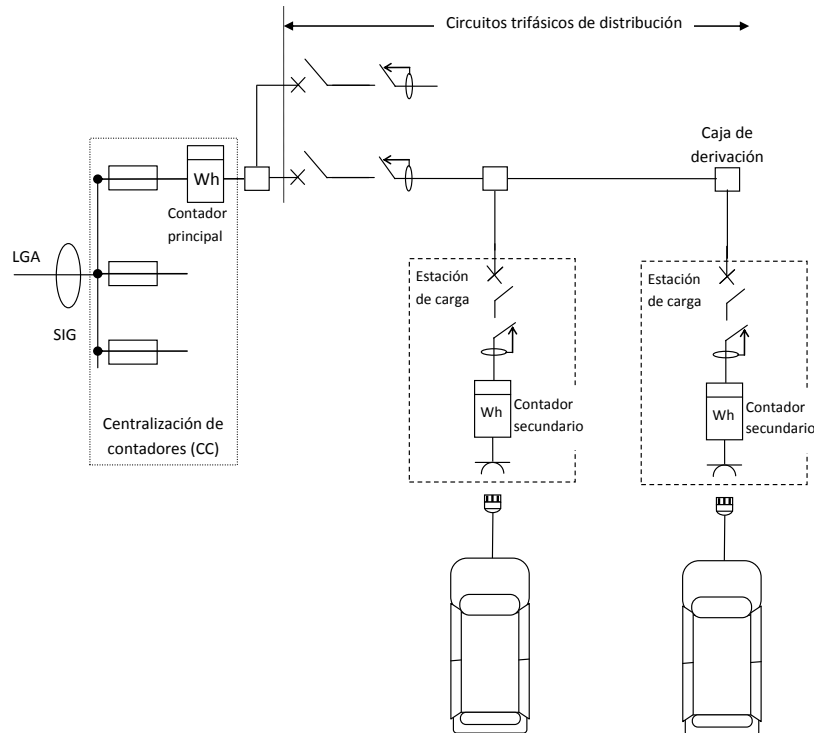 Circuitos trifásicos de distribución
Caja de
derivación
Wh
Contador
principal
LGA
SIG
Centralización de
contadores (CC)
Estación
de carga
Wh
Contador
secundario
Estación
de carga
Wh
Contador
secundario